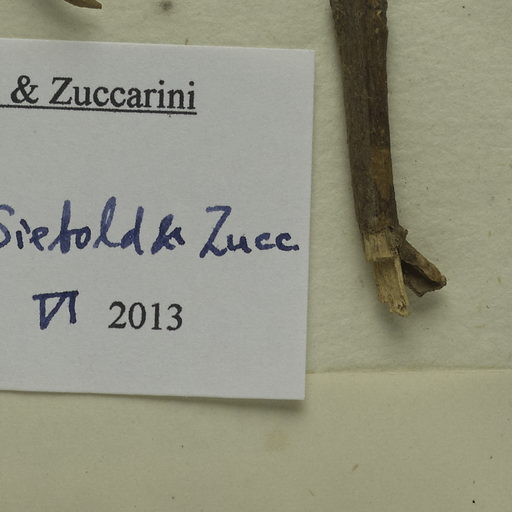 & Zuccarini
Siebold & Zucc.
VI 2013